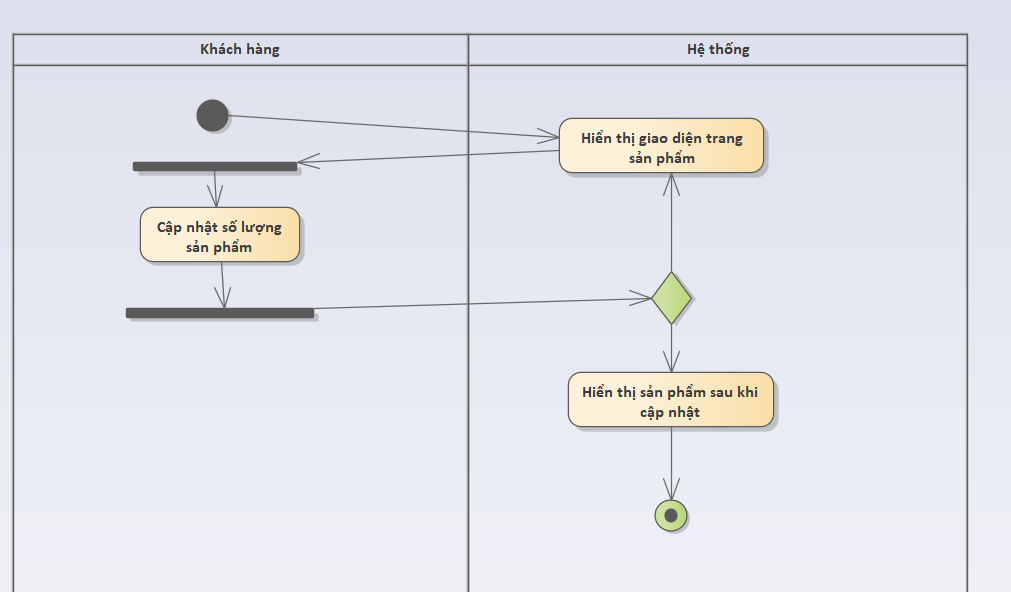 Khách hàng
Hệ thống
Hiển thị giao diện trang
sản phẩm
Cập nhật số lượng
sản phẩm
Hiển thị sản phẩm sau khi
cập nhật